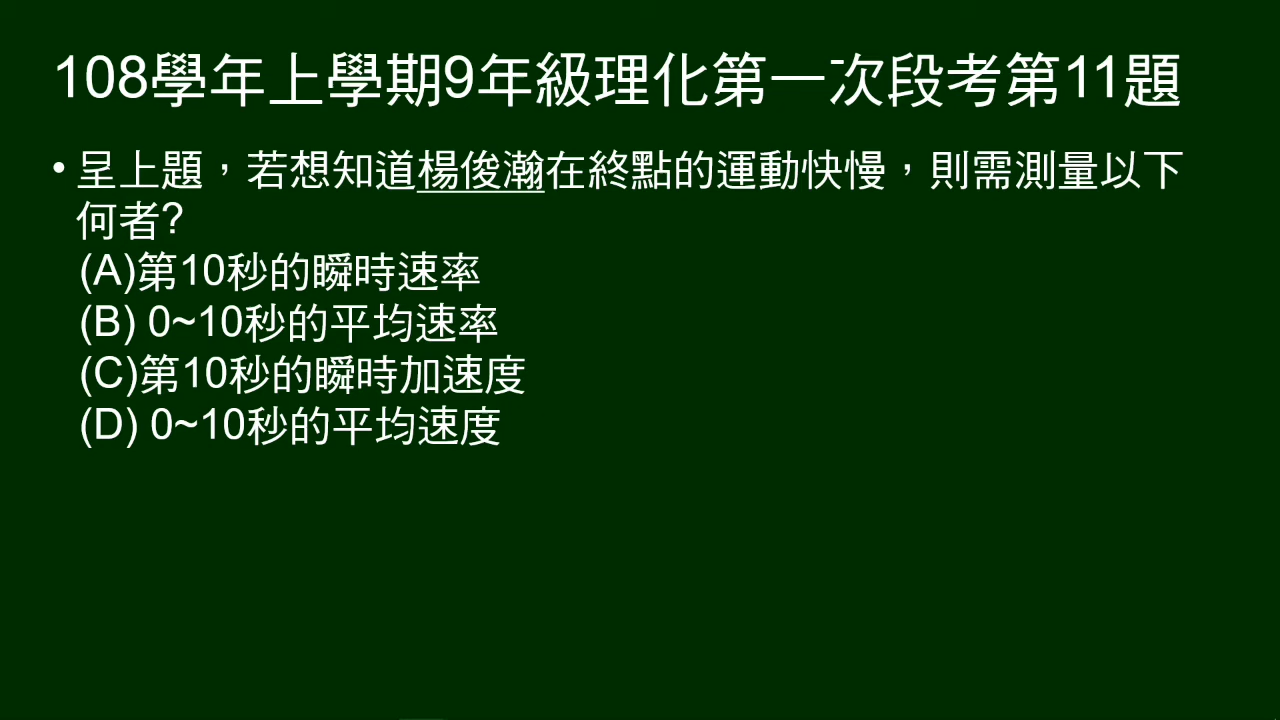 108學年上學期9年級理化第一次段考第11題
• 呈上題，若想知道楊俊瀚在終點的運動快慢，則需測量以下
何者?
(A)第10秒的瞬時速率
(B) 0~10秒的平均速率
(C)第10秒的瞬時加速度
(D) 0~10秒的平均速度